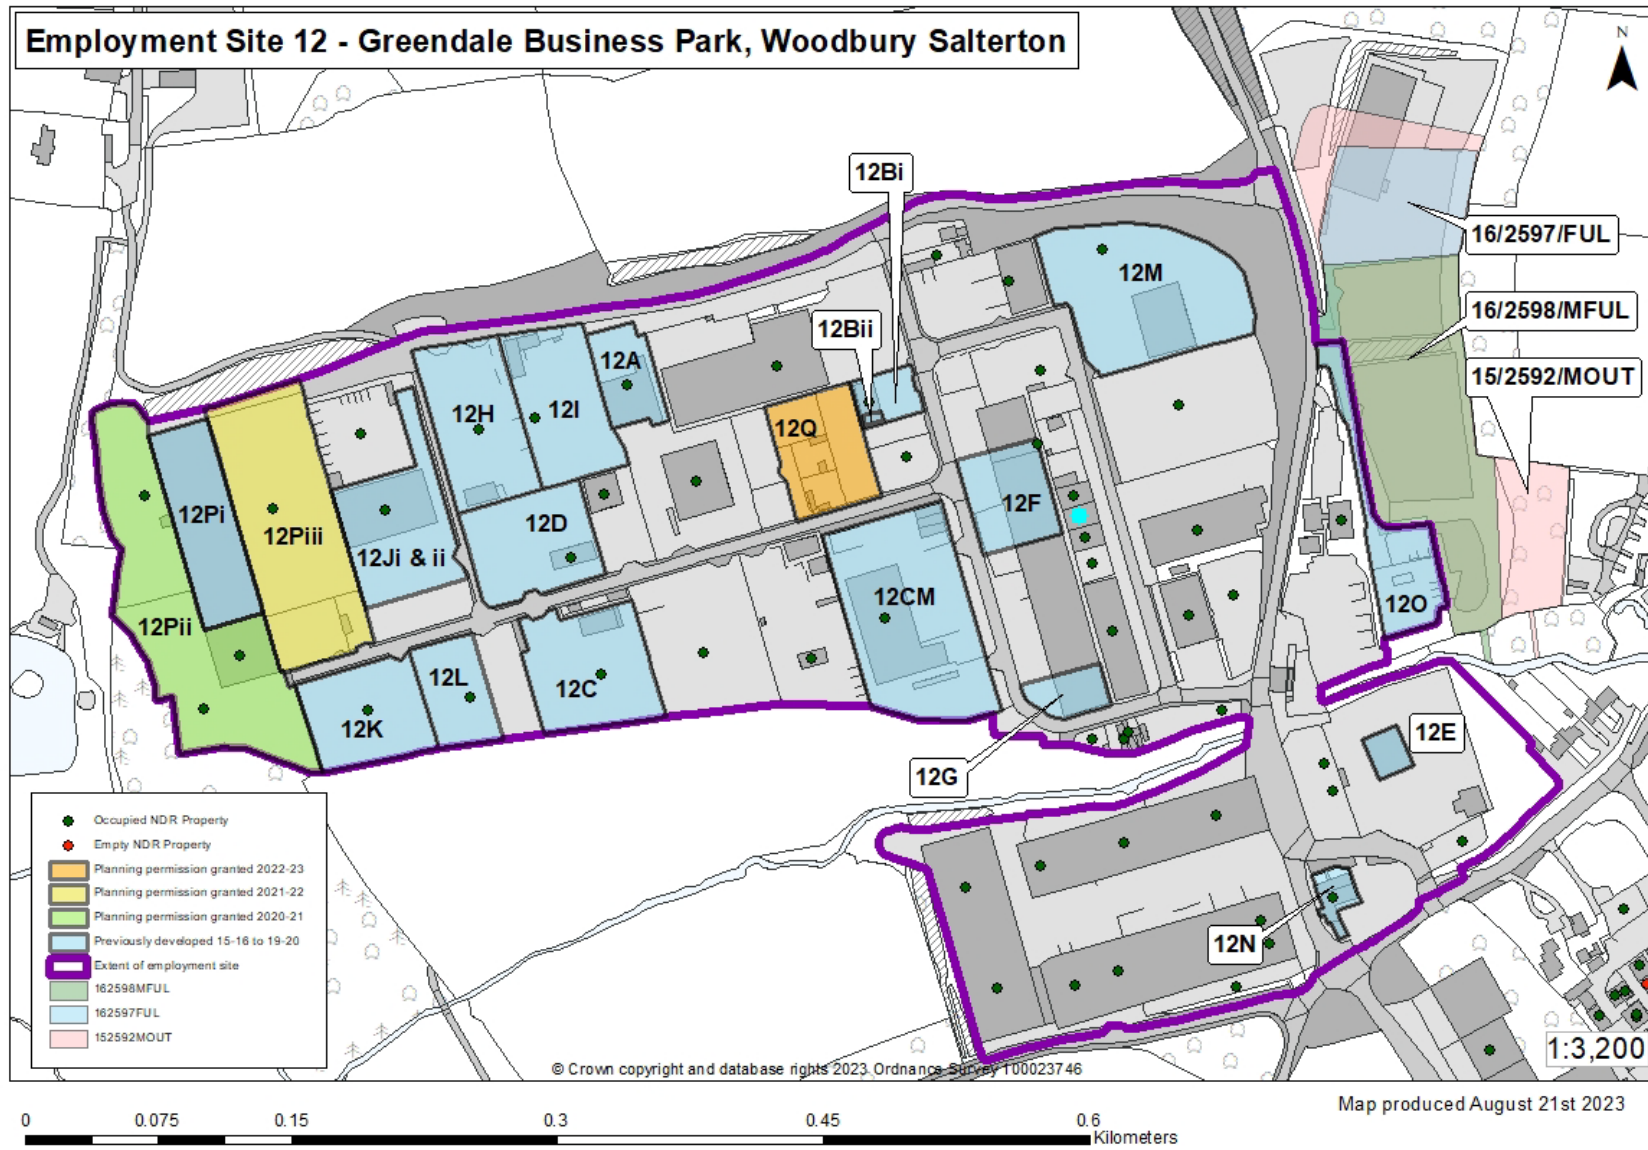 Employment Site 12 - Greendale Business Park, Woodbury Salterton
N
12Bi
16/2597/FUL
12M
16/2598/MFUL
12Bii
12A
15/2592/MOUT
12H
12I
12Q
12Pi
12F
12D
12Piii
12Ji & ii
12CM
12O
12Pii
12L
12C
12K
12E
12G
12N
Occupied NDR Property
Empty NDR Property
Planning permission granted 2022-23
Planning permission granted 2021-22
Planning permission granted 2020-21
Previously developed 15-16 to 19-20
Extent of employment site
162598MFUL
162597FUL
152592MOUT
1:3,200
© Crown copyright and database rights 2023 Ordnance Survey 100023746
Map produced August 21st 2023
0 0.075 0.15 0.3 0.45 0.6
Kilometers